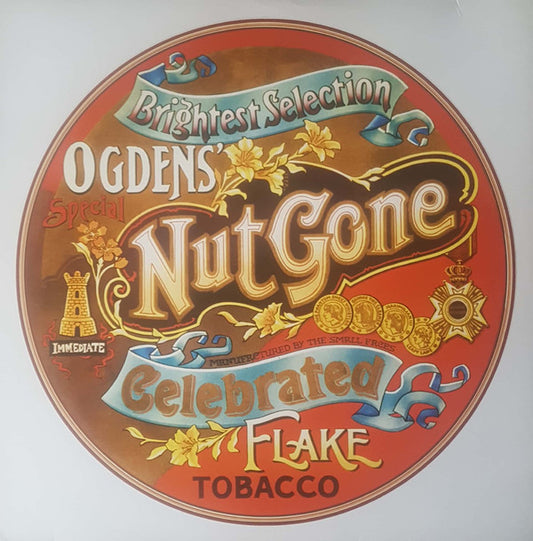 Brightest Selection
OGDENS'
Special
Nut Gone
IMMEDIATE
MANUFACTURED BY THE SMALL FACES
Celebrated
FLAKE
TOBACCO